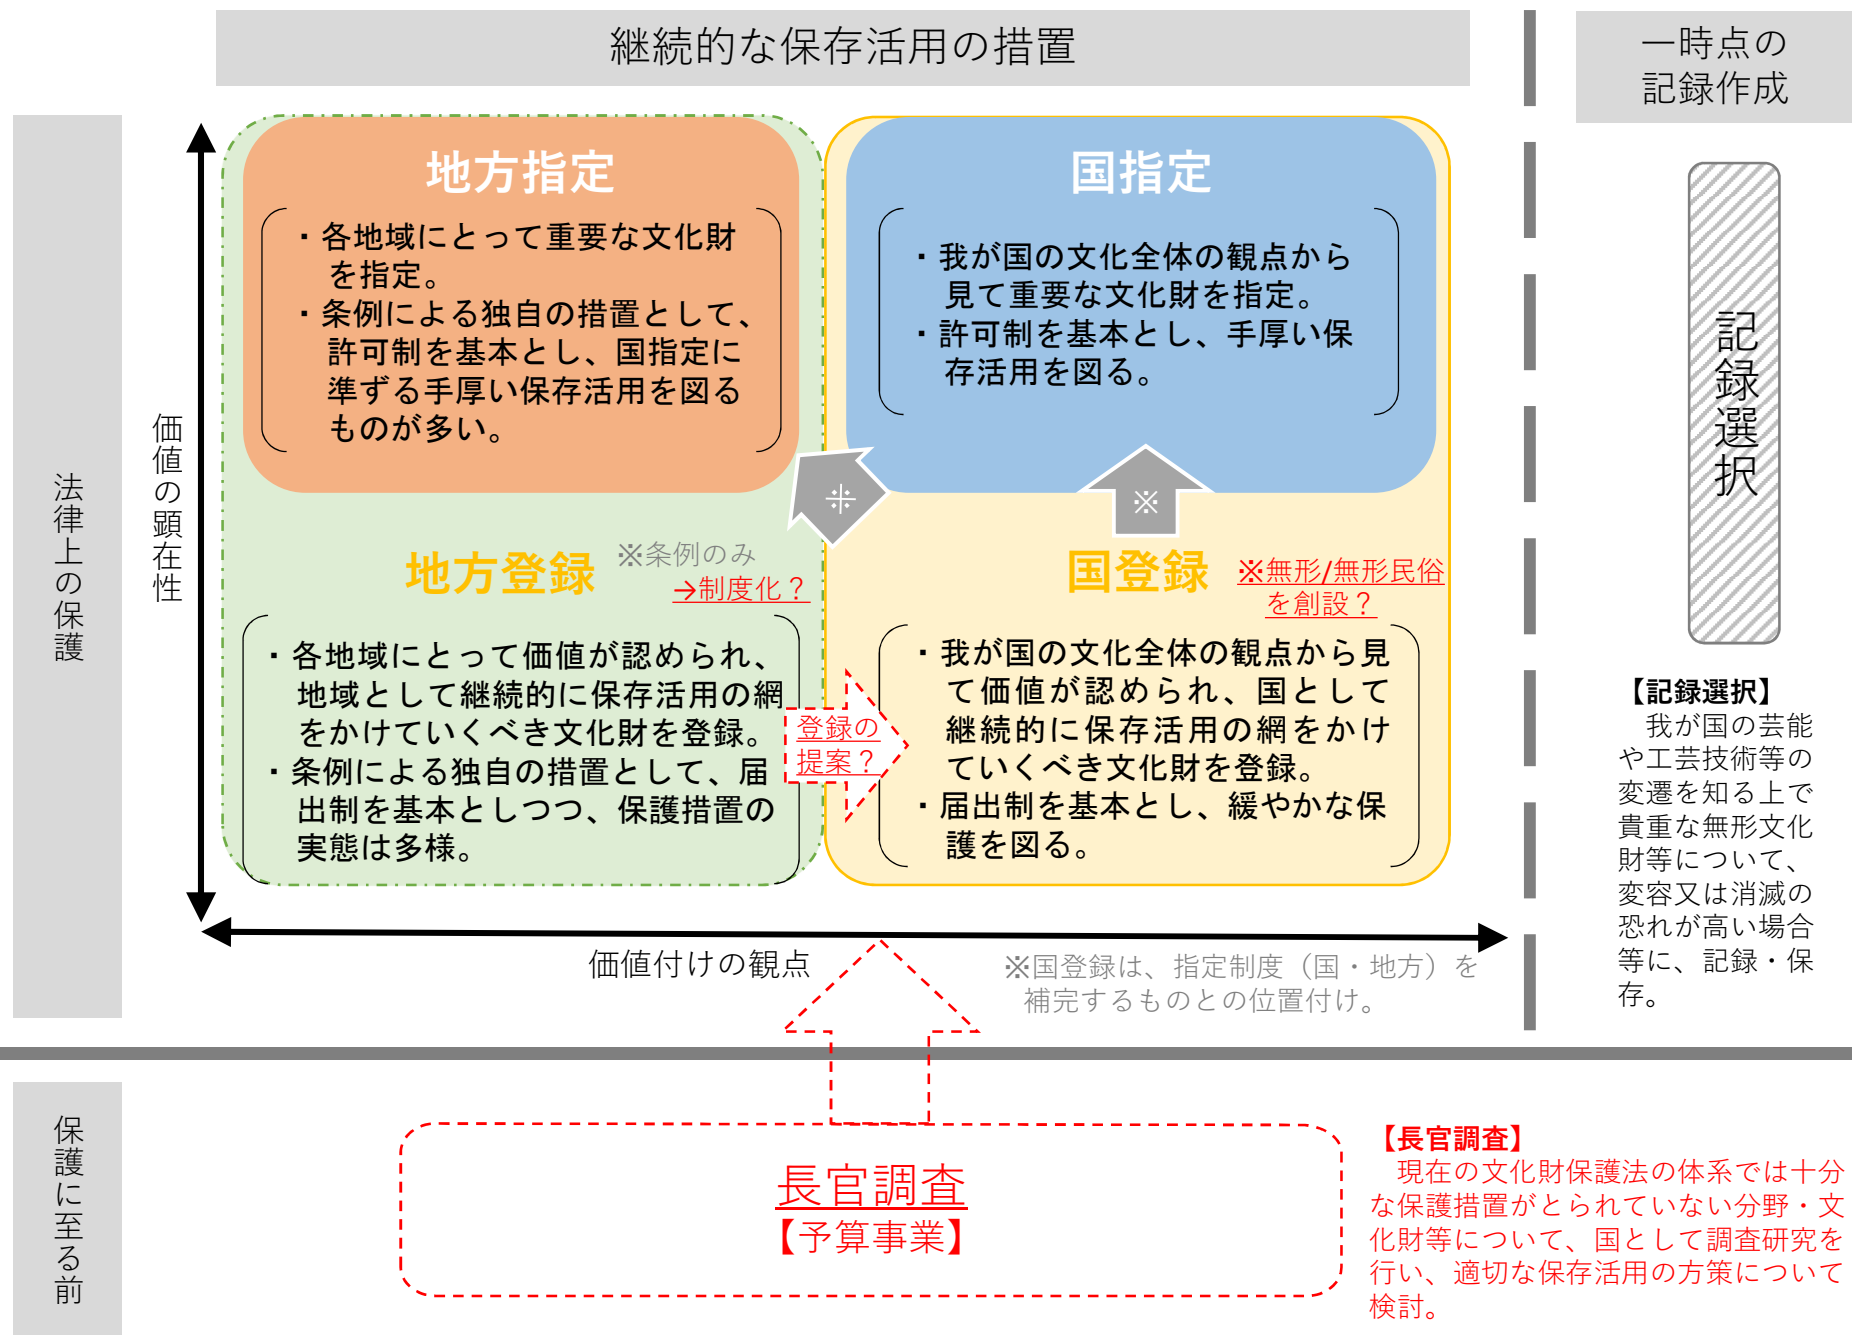 継続的な保存活用の措置
一時点の
記録作成
法律上の保護
価値の顕在性
地方指定
・各地域にとって重要な文化財
を指定。
・条例による独自の措置として、
許可制を基本とし、国指定に
準ずる手厚い保存活用を図る
ものが多い。
国指定
・我が国の文化全体の観点から
見て重要な文化財を指定。
・許可制を基本とし、手厚い保
存活用を図る。
※
※
地方登録
※条例のみ
→制度化？
・各地域にとって価値が認められ、
地域として継続的に保存活用の網
をかけていくべき文化財を登録。
・条例による独自の措置として、届
出制を基本としつつ、保護措置の
実態は多様。
登録の
提案？
国登録
※無形/無形民俗
を創設？
・我が国の文化全体の観点から見
て価値が認められ、国として
継続的に保存活用の網をかけ
ていくべき文化財を登録。
・届出制を基本とし、緩やかな保
護を図る。
価値付けの観点
※国登録は、指定制度（国・地方）を
補完するものとの位置付け。
記録選択
【記録選択】
我が国の芸能
や工芸技術等の
変遷を知る上で
貴重な無形文化
財等について、
変容又は消滅の
恐れが高い場合
等に、記録・保
存。
保護に至る前
長官調査
【予算事業】
【長官調査】
現在の文化財保護法の体系では十分
な保護措置がとられていない分野・文
化財等について、国として調査研究を
行い、適切な保存活用の方策について
検討。